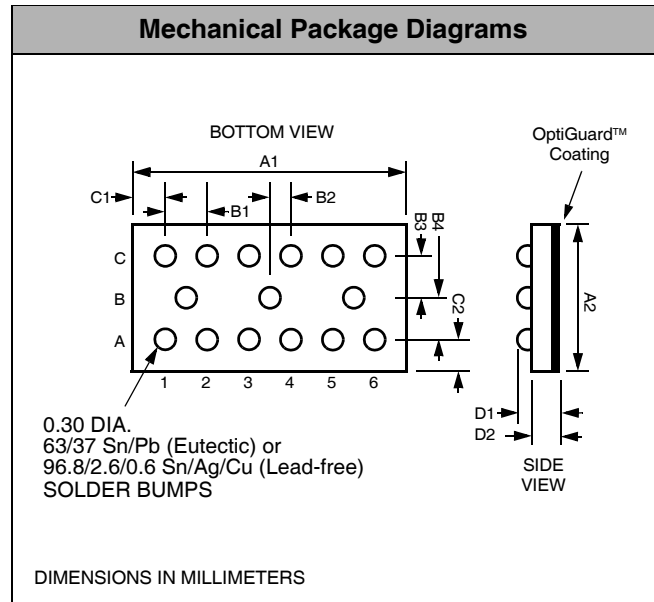 Mechanical Package Diagrams
BOTTOM VIEW
OptiGuard™
Coating
A1
C1
B1
B2
B3
B4
C2
C
B
A
1 2 3 4 5 6
A2
D1
D2
SIDE
VIEW
0.30 DIA.
63/37 Sn/Pb (Eutectic) or
96.8/2.6/0.6 Sn/Ag/Cu (Lead-free)
SOLDER BUMPS
DIMENSIONS IN MILLIMETERS